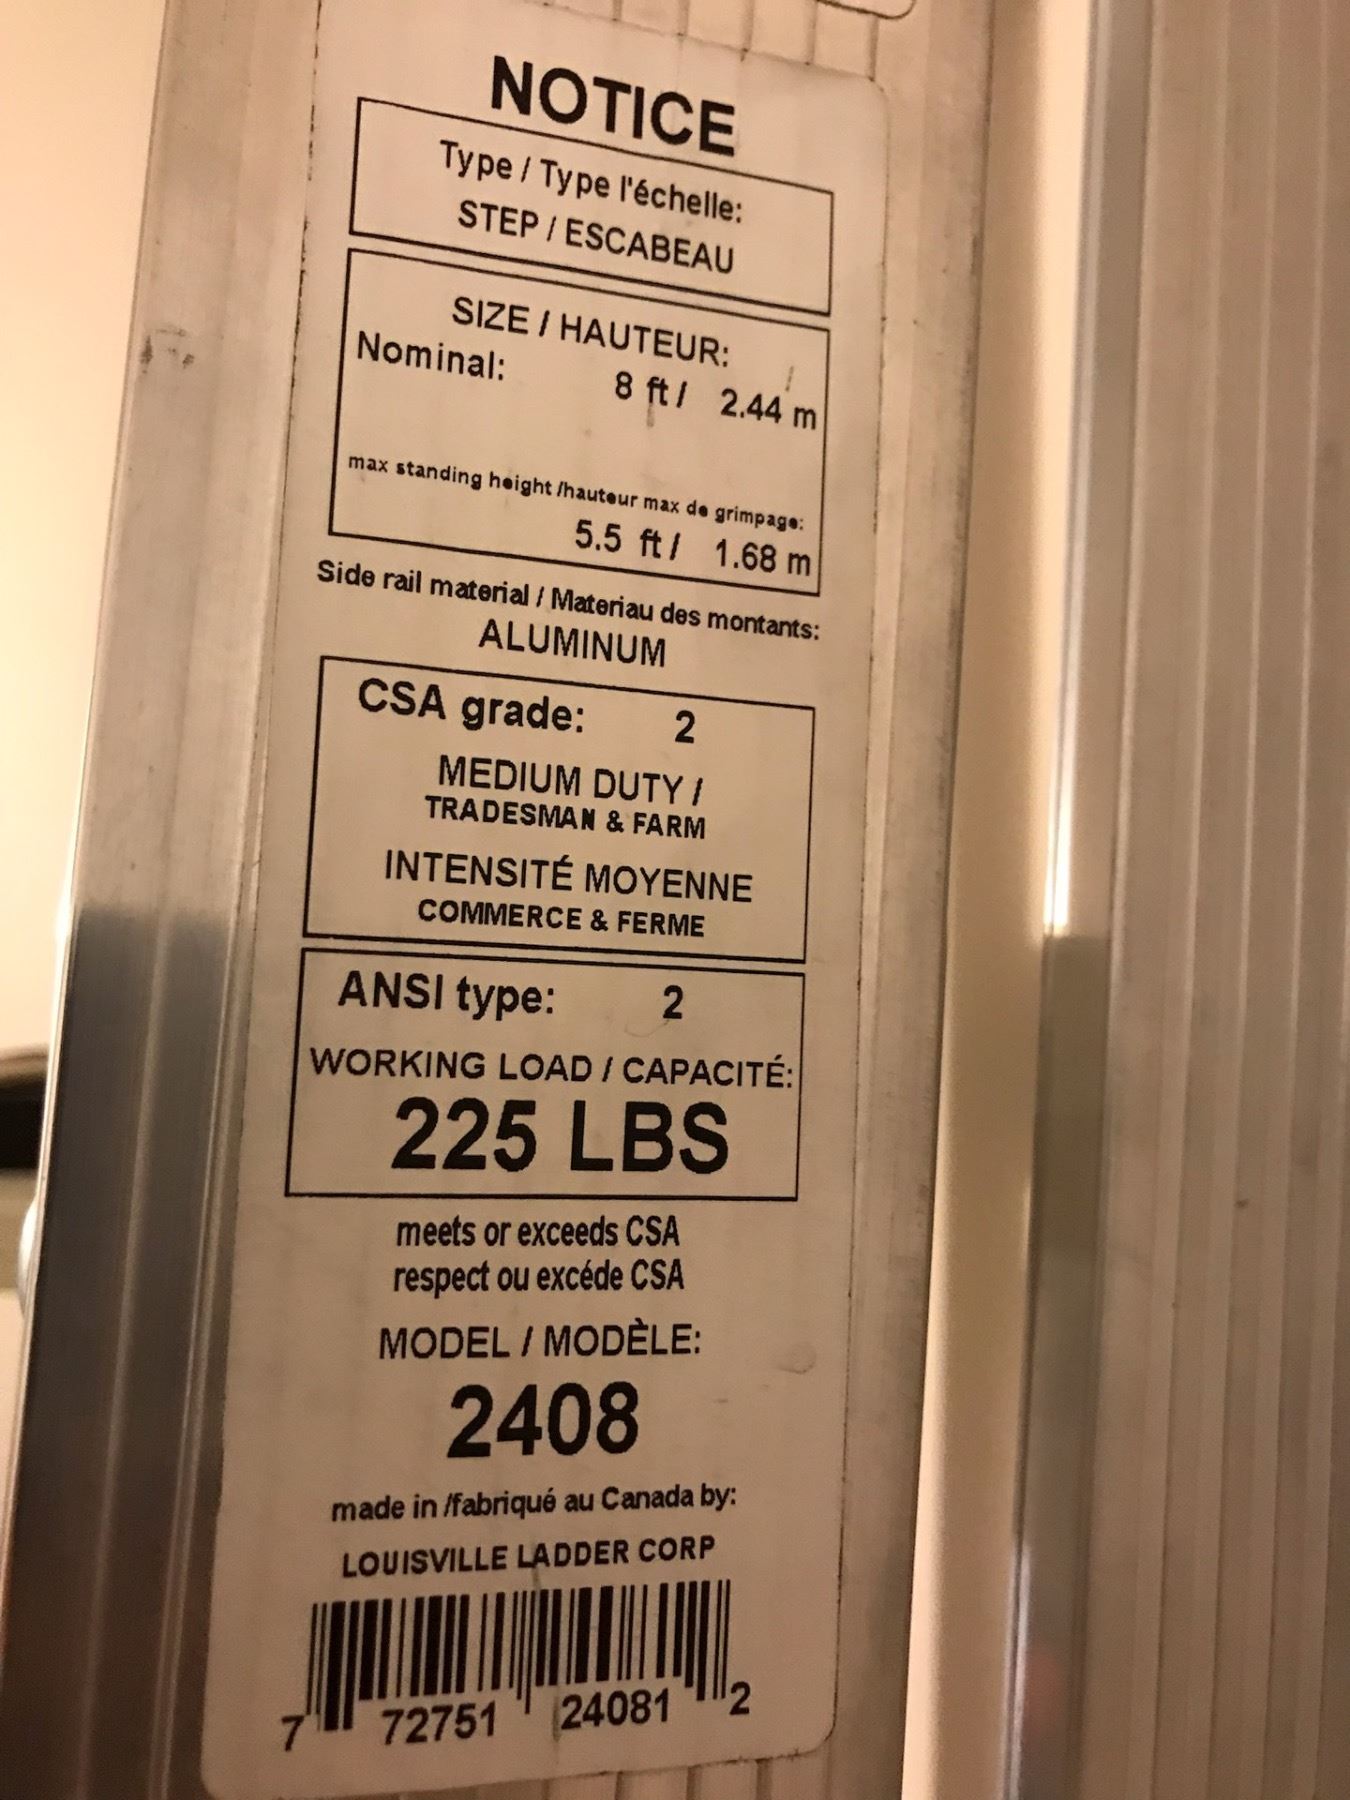 NOTICE
Type / Type l'échelle:
STEP / ESCABEAU
SIZE / HAUTEUR:
Nominal:
8 ft / 2.44 m
max standing height /hauteur max de grimpage:
5.5 ft / 1.68 m
Side rail material / Materiau des montants:
ALUMINUM
CSA grade: 2
MEDIUM DUTY /
TRADESMAN & FARM
INTENSITÉ MOYENNE
COMMERCE & FERME
ANSI type: 2
WORKING LOAD / CAPACITÉ:
225 LBS
meets or exceeds CSA
respect ou excéde CSA
MODEL / MODÈLE:
2408
made in /fabriqué au Canada by:
LOUISVILLE LADDER CORP
7 72751 24081 2